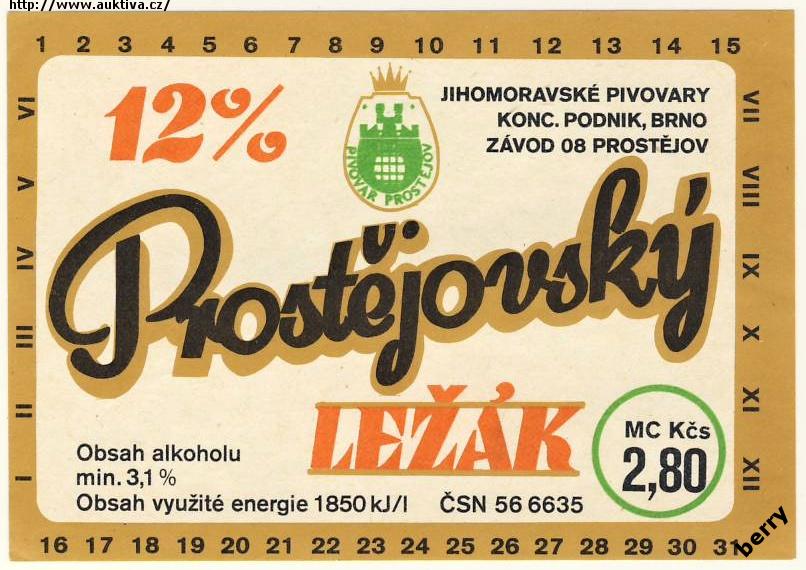 http://www.auktiva.cz/
1 2 3 4 5 6 7 8 9 10 11 12 13 14 15
VI
V
IV
III
II
I
12%
PIVOVAR PROSTĚJOV
JIHOMORAVSKÉ PIVOVARY
KONC. PODNIK, BRNO
ZÁVOD 08 PROSTĚJOV
Prostějovský
LEŽÁK
Obsah alkoholu
min. 3,1 %
Obsah využité energie 1850 kJ/l
ČSN 56 6635
MC Kčs
2,80
VII
VIII
IX
X
XI
XII
16 17 18 19 20 21 22 23 24 25 26 27 28 29 30 31
berry